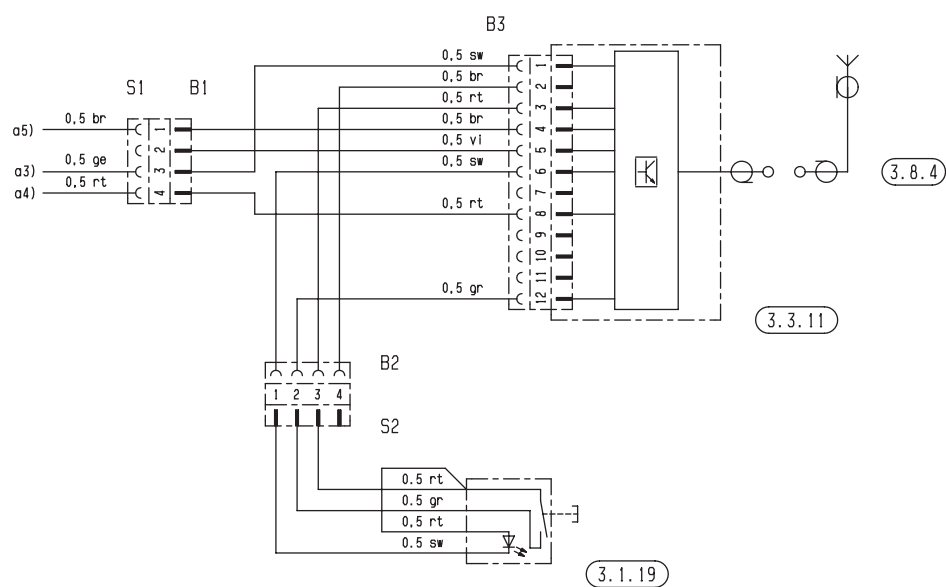 B3
0,5 sw
0,5 br
0,5 rt
0,5 br
0,5 vi
0,5 sw
0,5 rt
0,5 gr
1
2
3
4
5
6
7
8
9
10
11
12
S1 B1
a5) 0,5 br
a3) 0,5 ge
a4) 0,5 rt
1
2
3
4
3.8.4
3.3.11
B2
1 2 3 4
S2
0.5 rt
0.5 gr
0,5 rt
0.5 sw
3.1.19